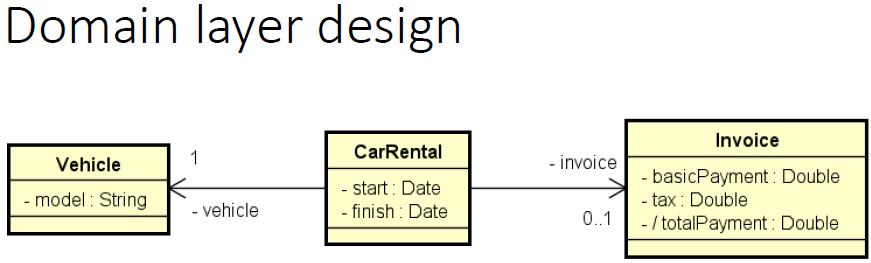 Domain layer design
Vehicle
- model : String
1
- vehicle
CarRental
- start : Date
- finish : Date
- invoice
0..1
Invoice
- basicPayment : Double
- tax : Double
- / totalPayment : Double